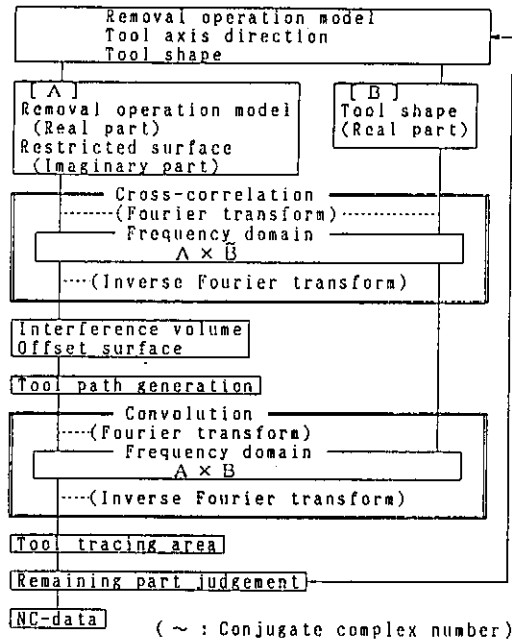 Removal operation model
Tool axis direction
Tool shape
[ A ]
Removal operation model
(Real part)
Restricted surface
(Imaginary part)
[ B ]
Tool shape
(Real part)
Cross-correlation
(Fourier transform)
Frequency domain
A × B̃
(Inverse Fourier transform)
Interference volume
Offset surface
Tool path generation
Convolution
(Fourier transform)
Frequency domain
A × B
(Inverse Fourier transform)
Tool tracing area
Remaining part judgement
NC-data
( ~ : Conjugate complex number)